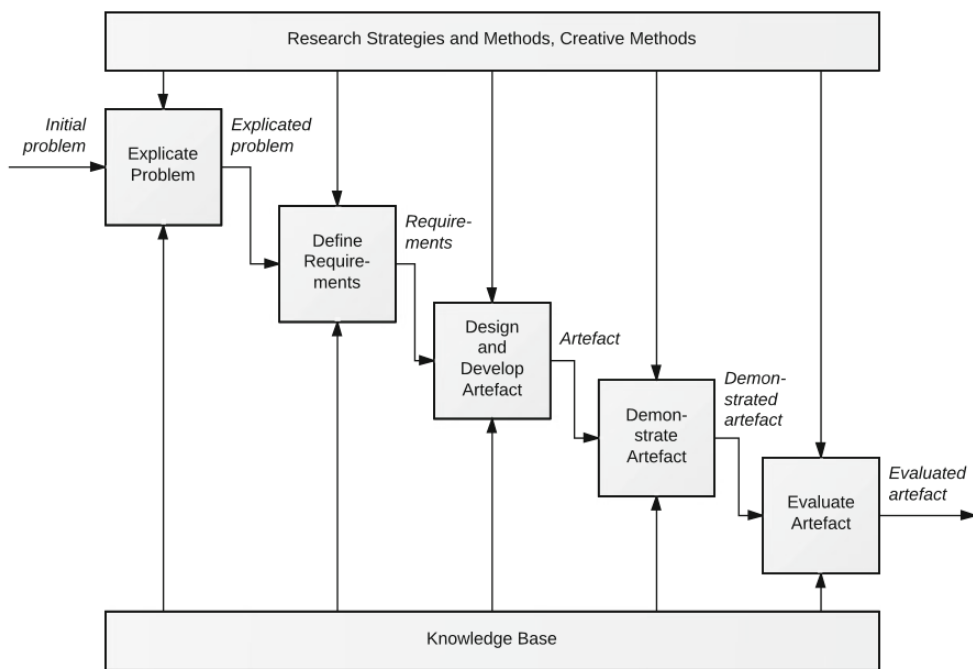 Research Strategies and Methods, Creative Methods
Initial
problem
Explicate
Problem
Explicated
problem
Define
Require-
ments
Require-
ments
Design
and
Develop
Artefact
Artefact
Demon-
strate
Artefact
Demon-
strated
artefact
Evaluate
Artefact
Evaluated
artefact
Knowledge Base